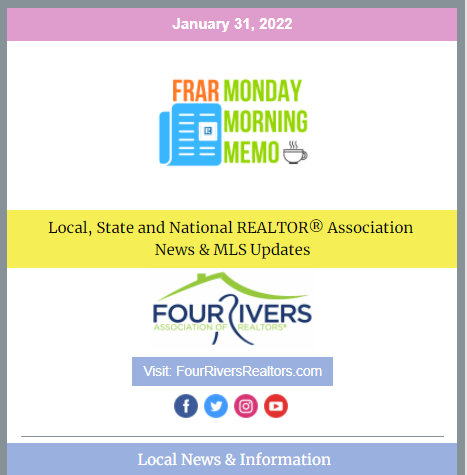 January 31, 2022
FRAR MONDAY
MORNING
MEMO
Local, State and National REALTOR® Association
News & MLS Updates
FOUR RIVERS
ASSOCIATION OF REALTORS®
Visit: FourRiversRealtors.com
Local News & Information